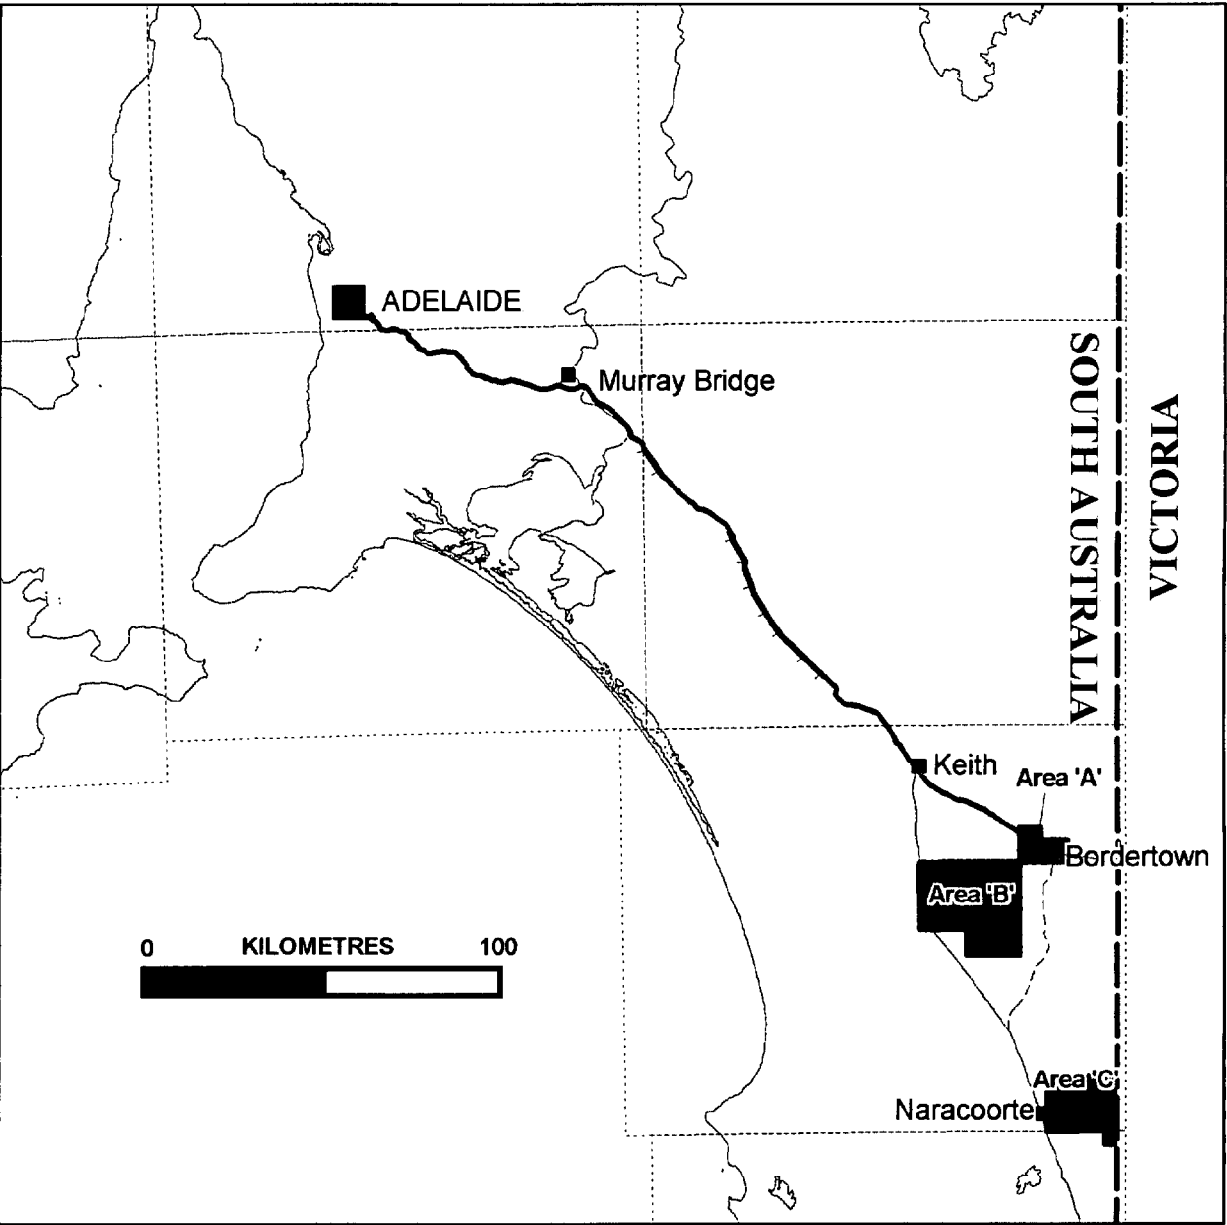 ADELAIDE
Murray Bridge
SOUTH AUSTRALIA
VICTORIA
Keith
Area 'A'
Bordertown
Area 'B'
0 KILOMETRES 100
Area 'C'
Naracoorte